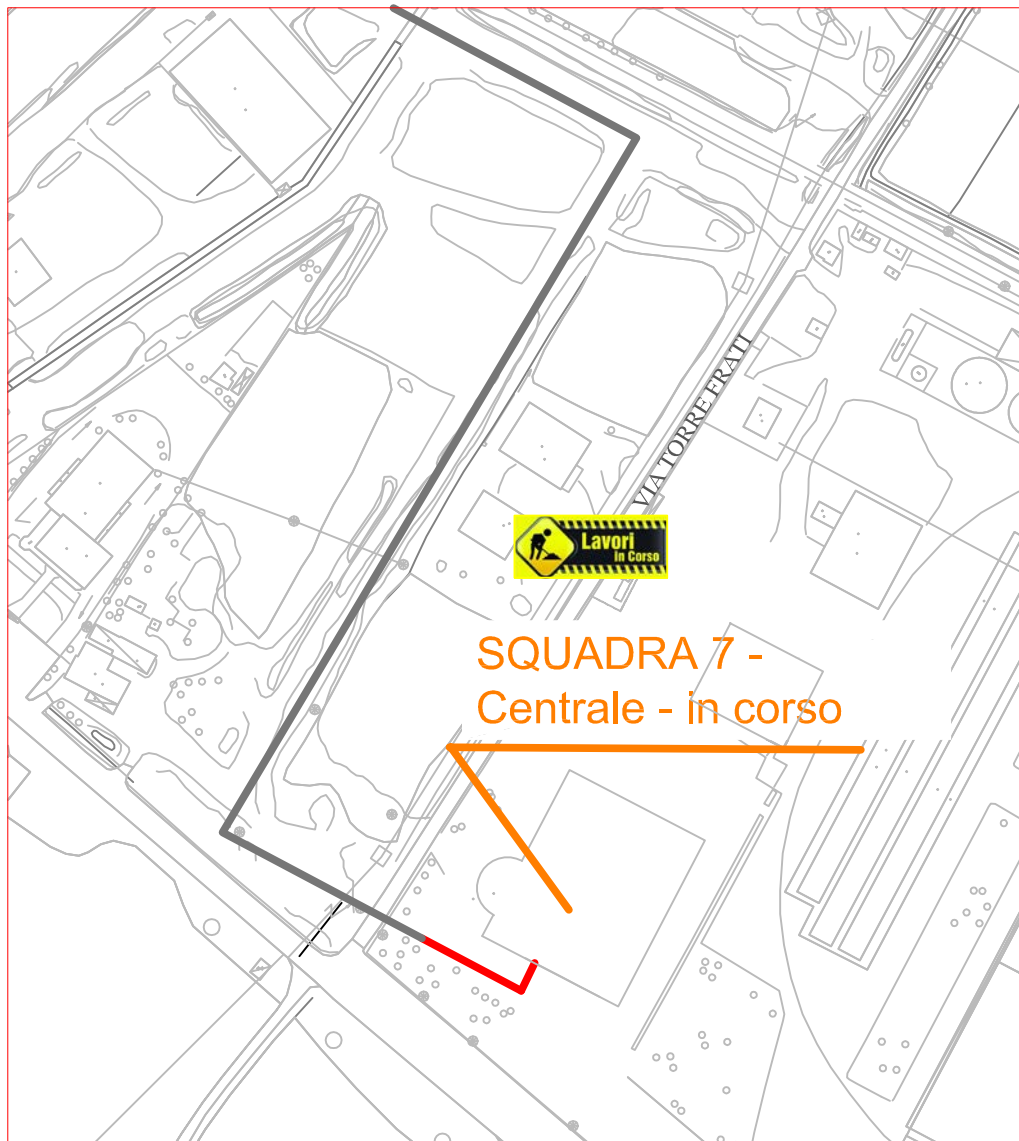 VIA TORRE FRATI
Lavori
In Corso
SQUADRA 7 -
Centrale - in corso